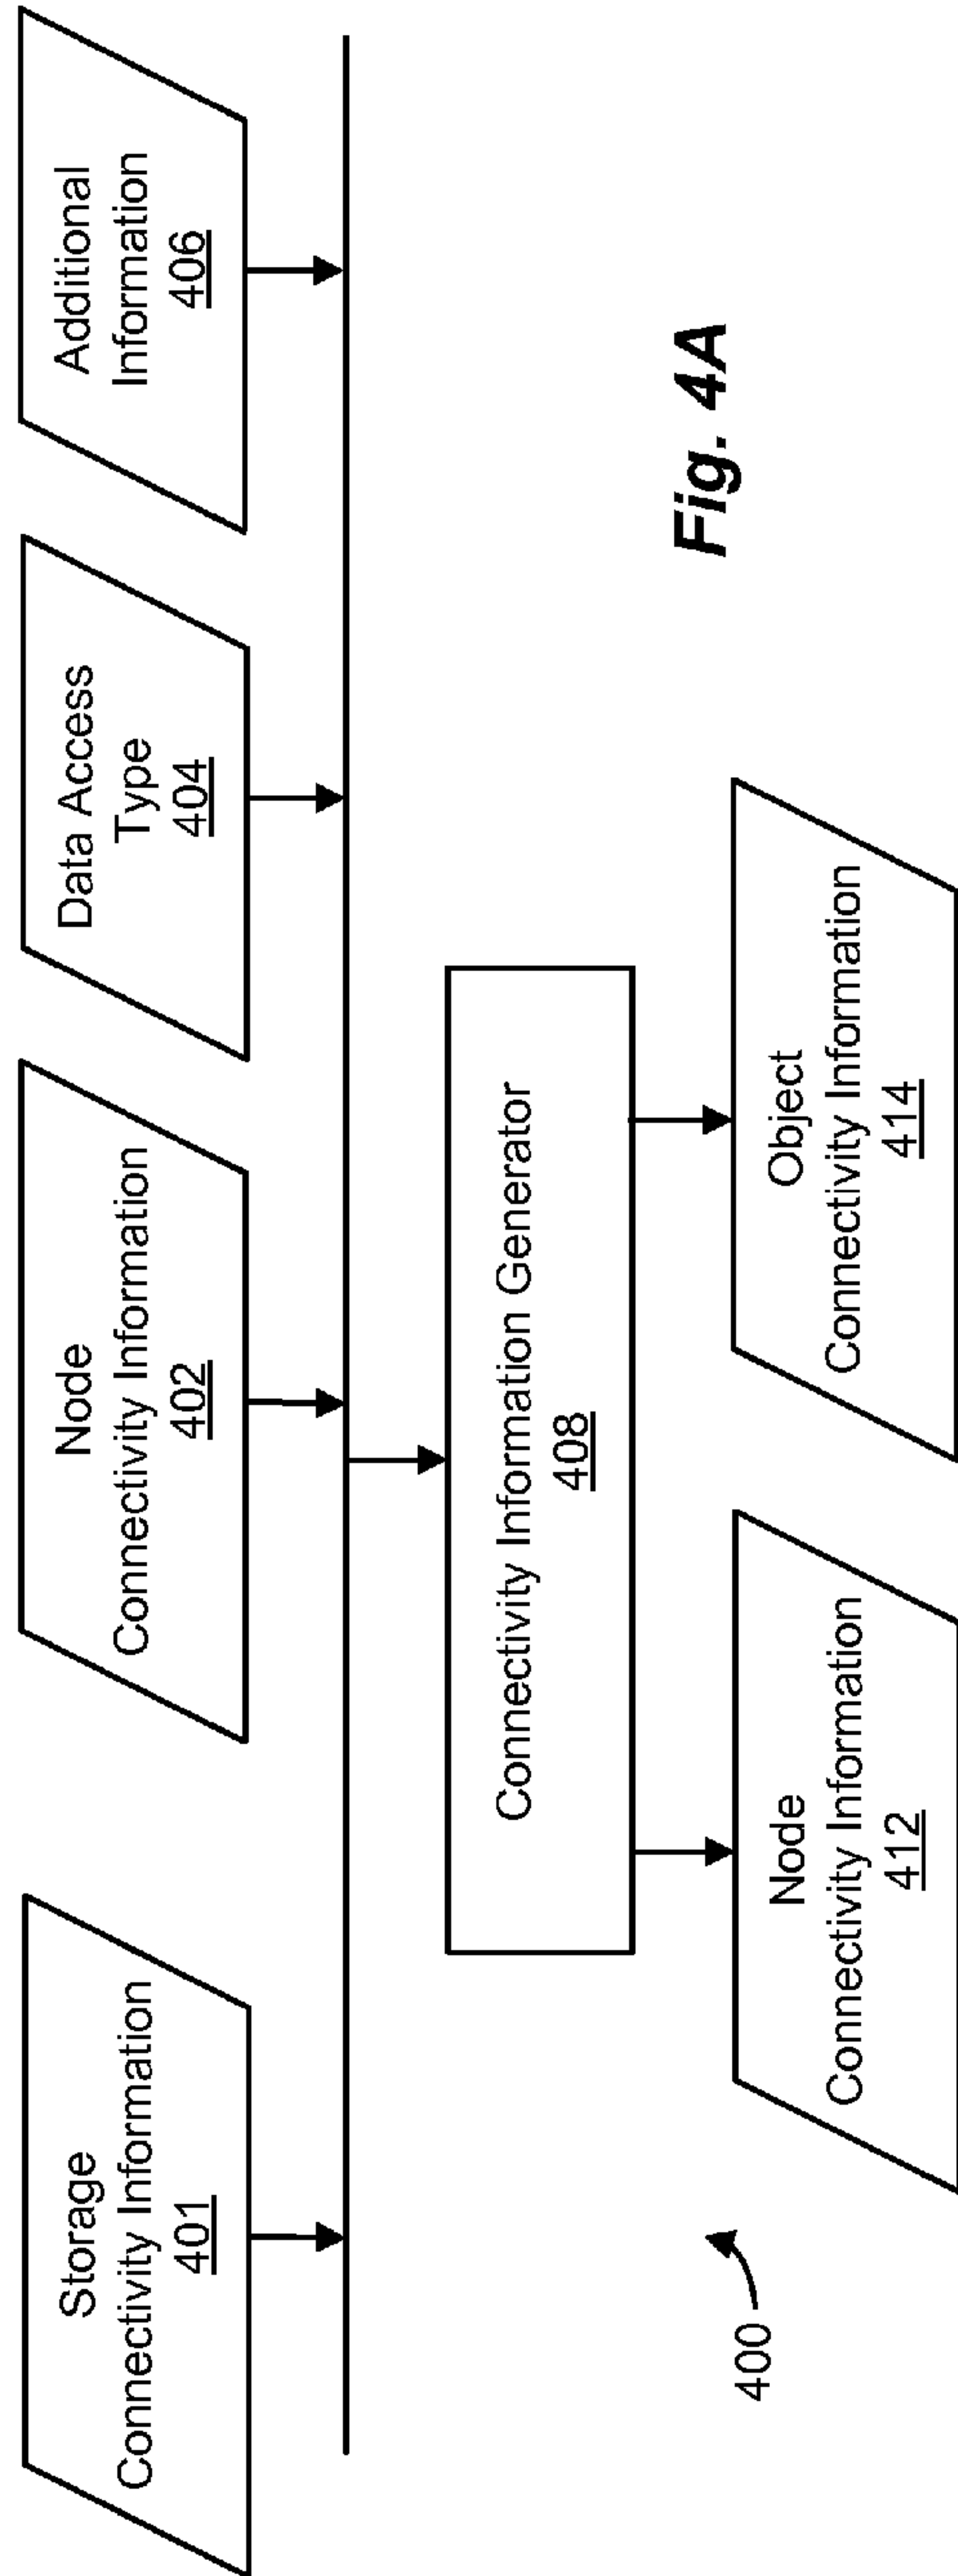 Storage
Connectivity Information
401
Node
Connectivity Information
402
Data Access
Type
404
Additional
Information
406
Connectivity Information Generator
408
Node
Connectivity Information
412
Object
Connectivity Information
414
400
Fig. 4A